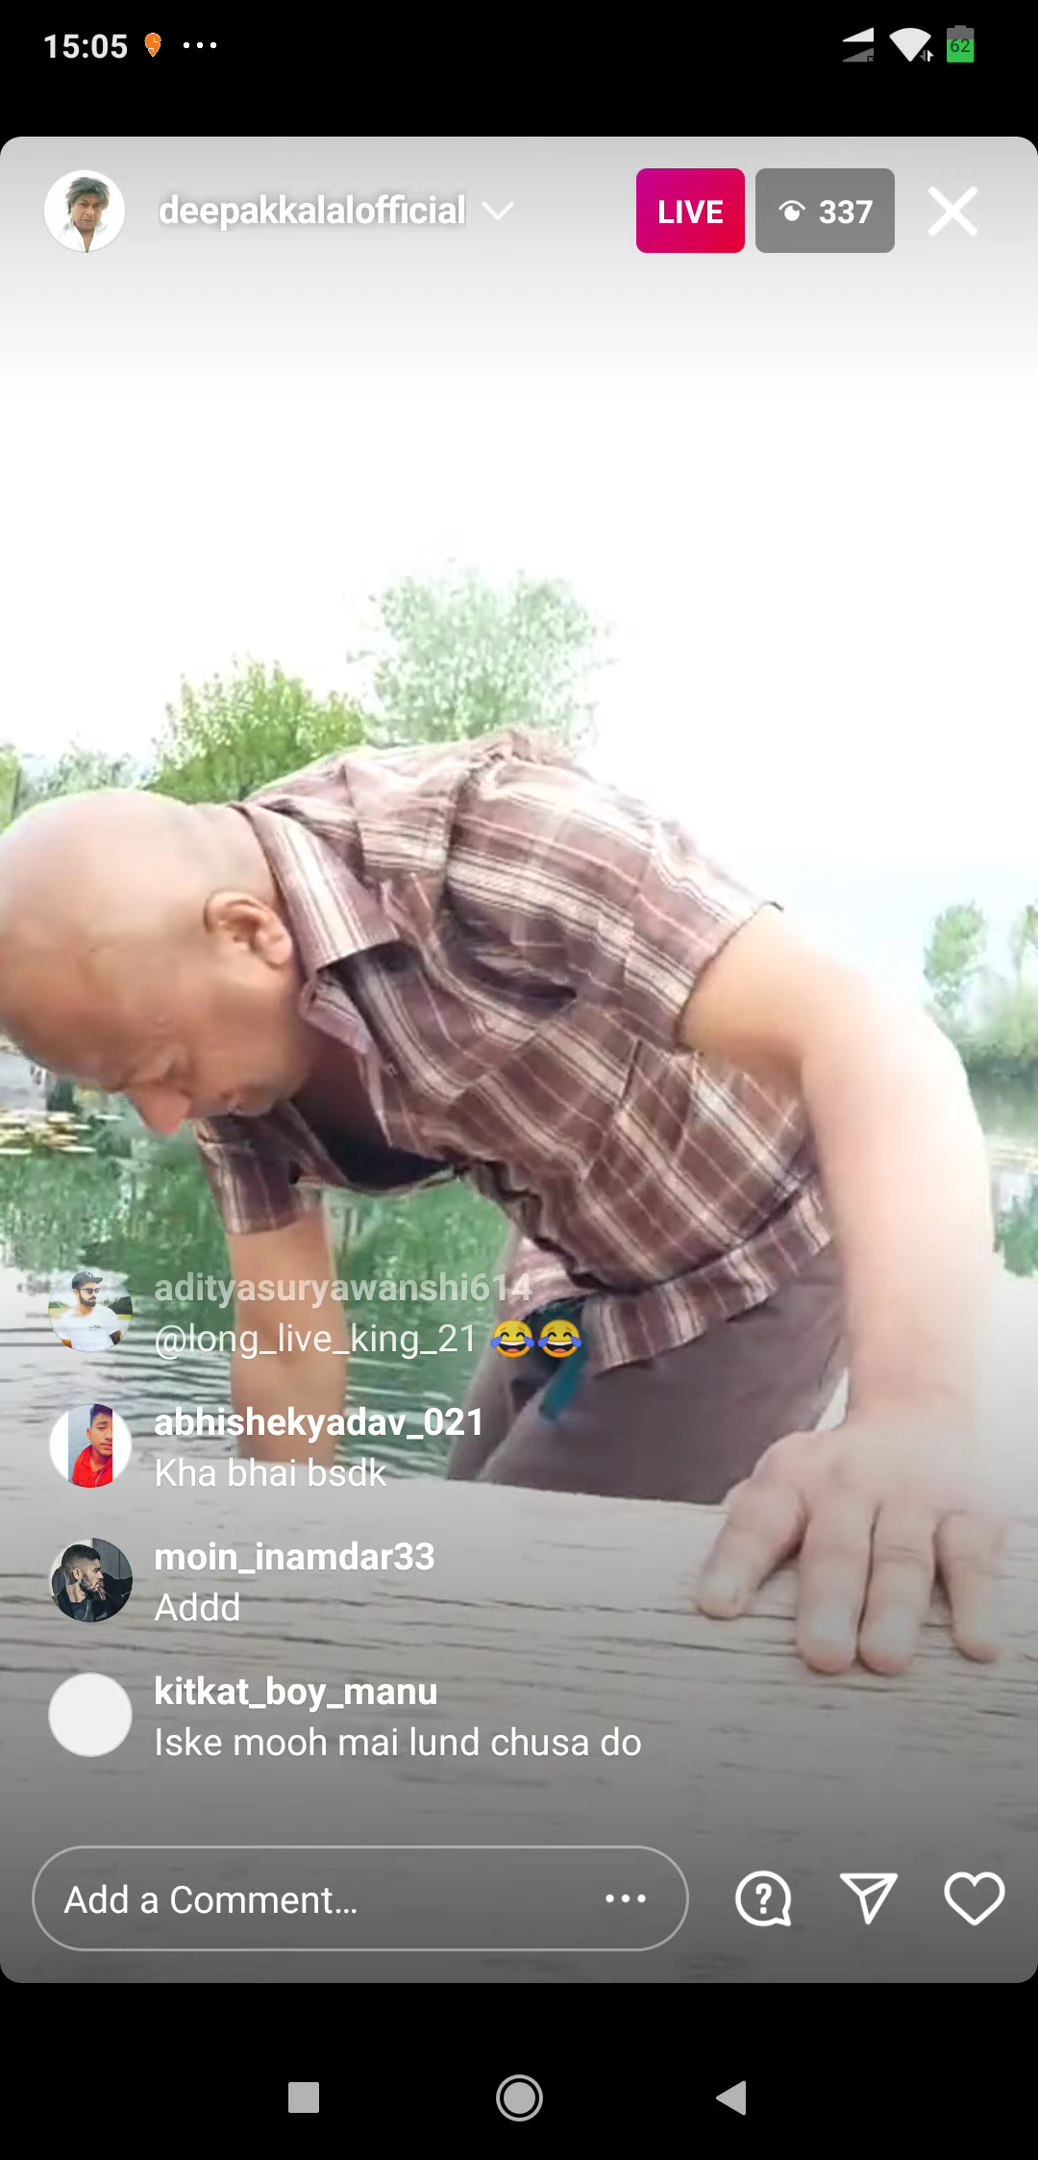 15:05
62
deepakkalalofficial
LIVE
337
adityasuryawanshi614
@long_live_king_21 😂😂
abhishekyadav_021
Kha bhai bsdk
moin_inamdar33
Addd
kitkat_boy_manu
Iske mooh mai lund chusa do
Add a Comment...